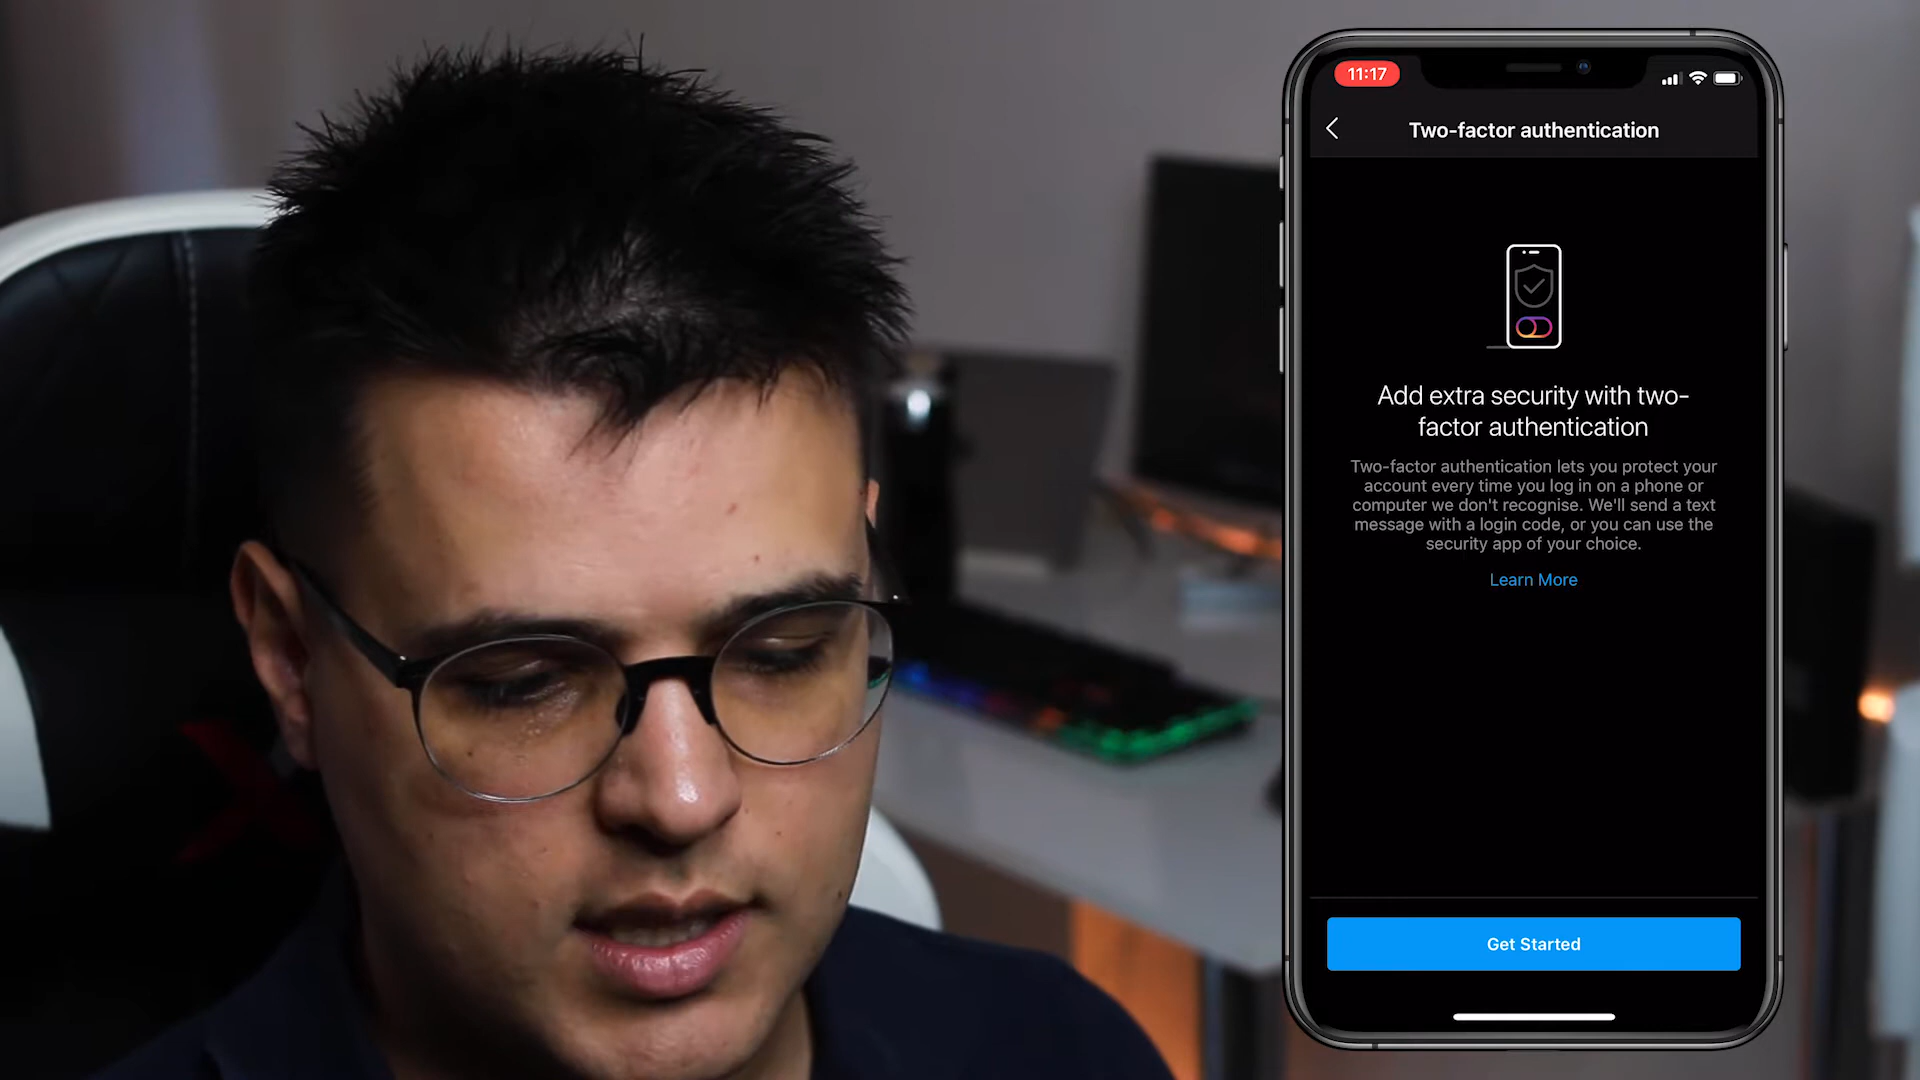 11:17
Two-factor authentication
Add extra security with two-
factor authentication
Two-factor authentication lets you protect your
account every time you log in on a phone or
computer we don't recognise. We'll send a text
message with a login code, or you can use the
security app of your choice.
Learn More
Get Started